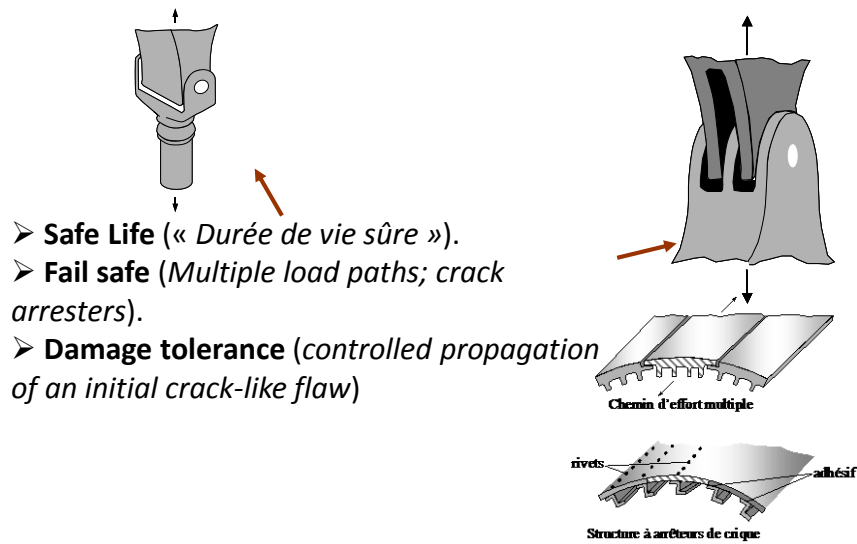 ➢ Safe Life (« Durée de vie sûre »).
➢ Fail safe (Multiple load paths; crack
arresters).
➢ Damage tolerance (controlled propagation
of an initial crack-like flaw)
Chemin d'effort multiple
rivets
adhésif
Structure à arrêteurs de crique